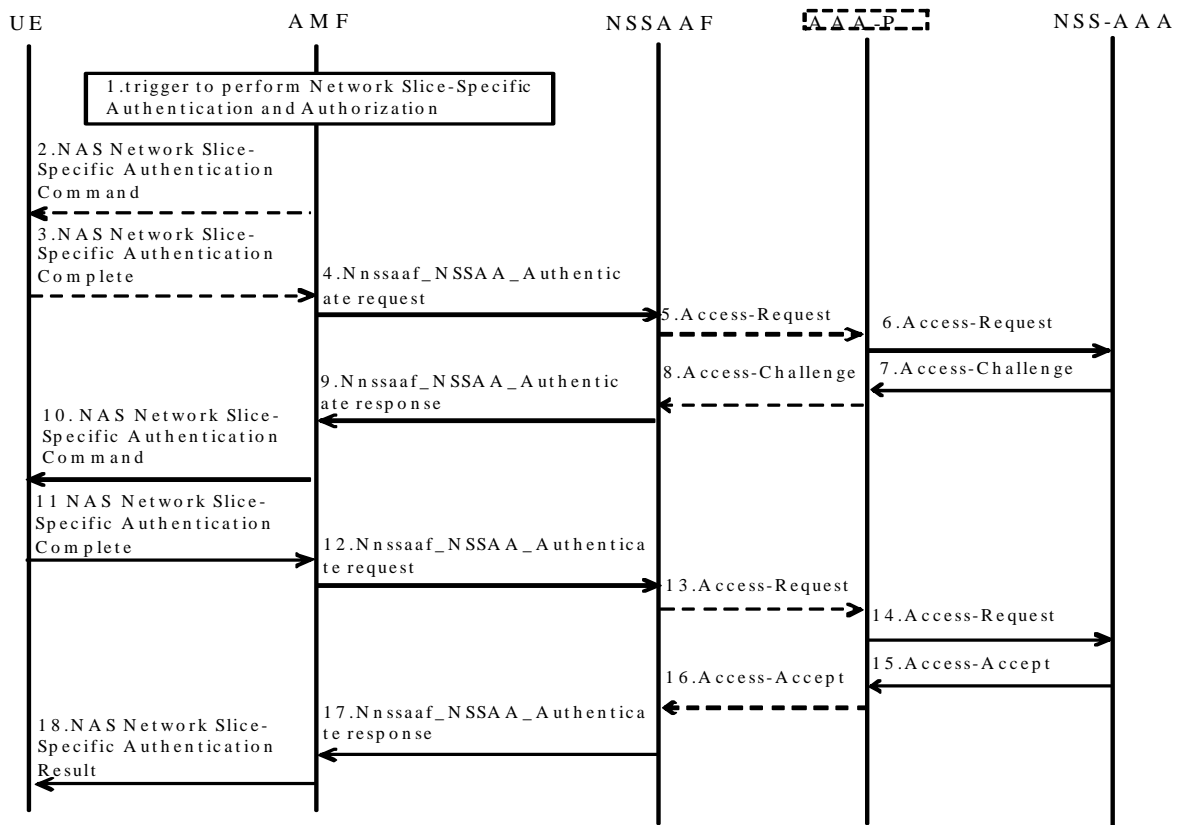 UE AMF NSSAAF AAA-P NSS-AAA
1.trigger to perform Network Slice-Specific
Authentication and Authorization
2.NAS Network Slice-
Specific Authentication
Command
3.NAS Network Slice-
Specific Authentication
Complete
4.Nnssaaf_NSSAA_Authentic
ate request
5.Access-Request
6.Access-Request
7.Access-Challenge
8.Access-Challenge
9.Nnssaaf_NSSAA_Authentic
ate response
10. NAS Network Slice-
Specific Authentication
Command
11 NAS Network Slice-
Specific Authentication
Complete
12.Nnssaaf_NSSAA_Authentica
te request
13.Access-Request
14.Access-Request
15.Access-Accept
16.Access-Accept
17.Nnssaaf_NSSAA_Authentica
te response
18.NAS Network Slice-
Specific Authentication
Result